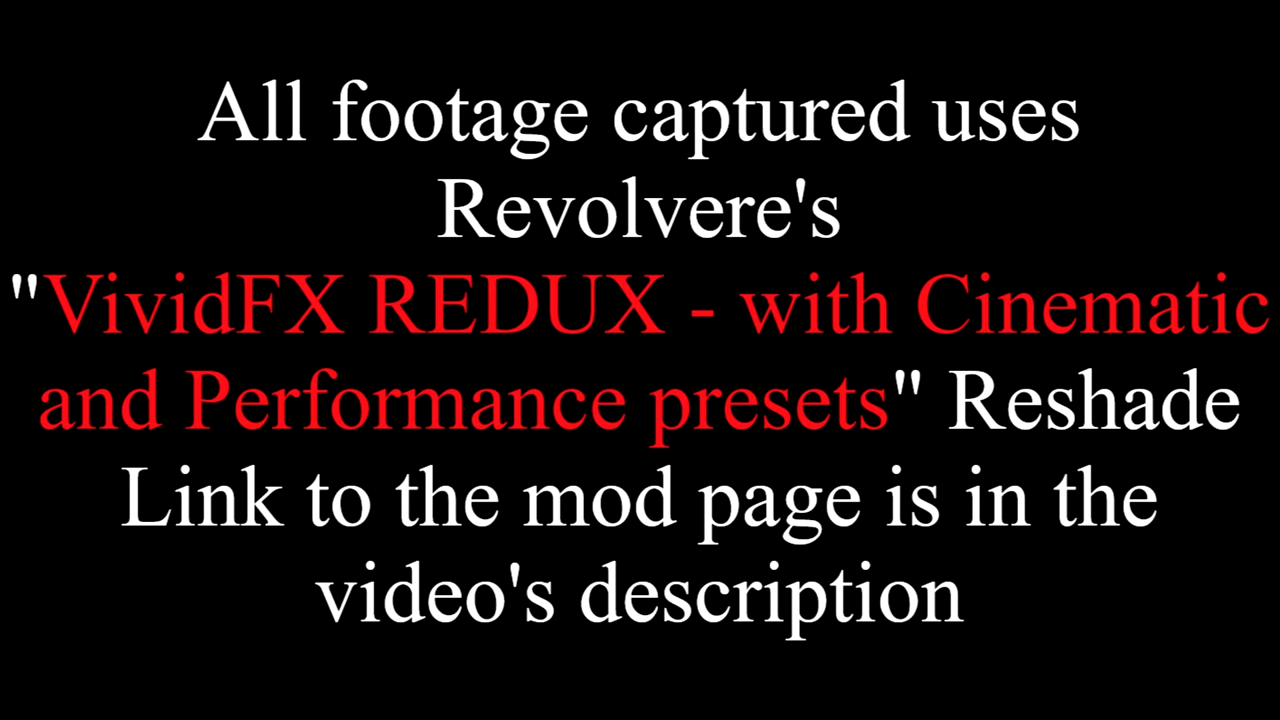 All footage captured uses
Revolvere's
"VividFX REDUX - with Cinematic
and Performance presets" Reshade
Link to the mod page is in the
video's description